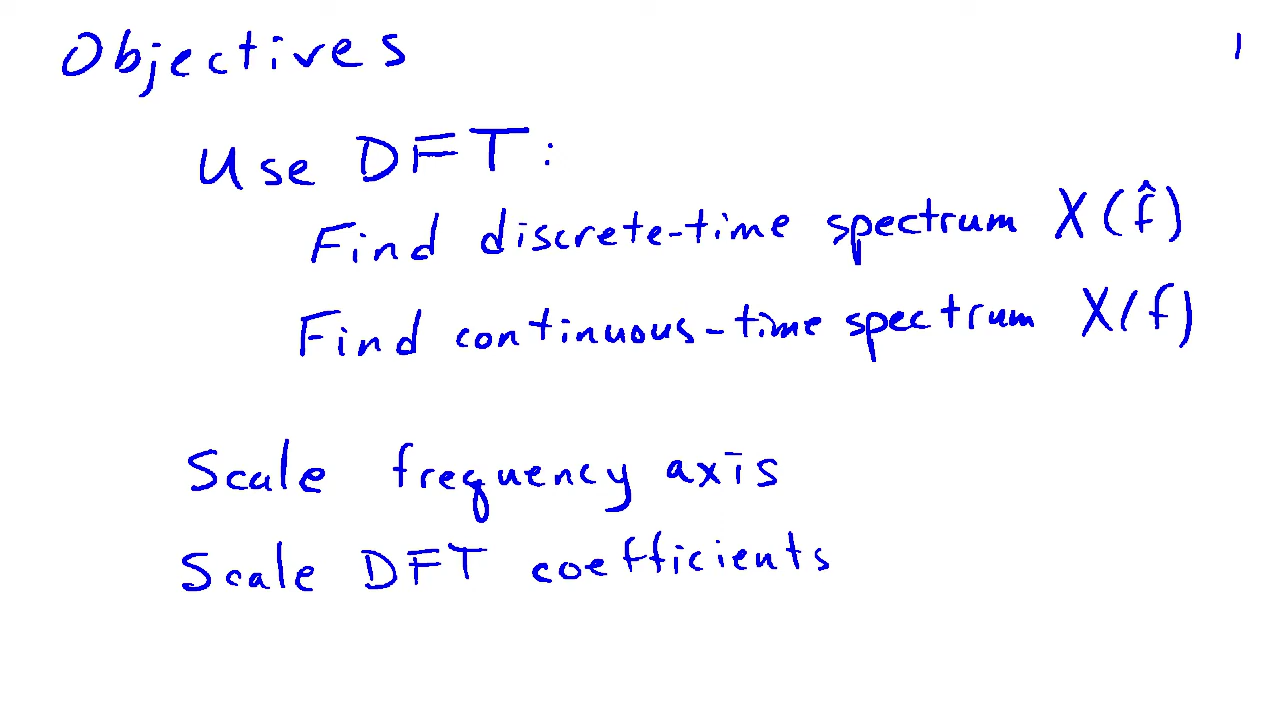 Objectives 1
Use DFT:
Find discrete-time spectrum X(f̂)
Find continuous-time spectrum X(f)
Scale frequency axis
Scale DFT coefficients